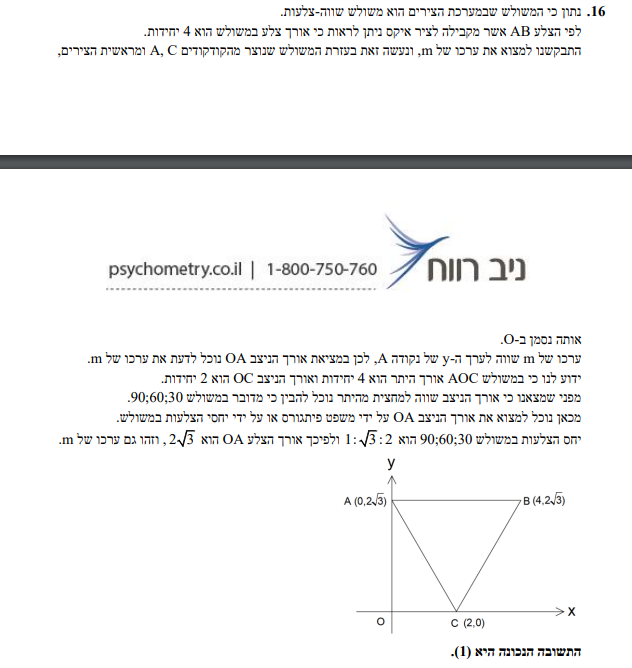 16. נתון כי המשולש שבמערכת הצירים הוא משולש שווה-צלעות.
לפי הצלע AB אשר מקבילה לציר איקס ניתן לראות כי אורך צלע במשולש הוא 4 יחידות.
התבקשנו למצוא את ערכו של m, ונעשה זאת בעזרת המשולש שנוצר מהקודקודים A, C ומראשית הצירים,
ניב רווח
psychometry.co.il | 1-800-750-760
אותה נסמן ב-O.
ערכו של m שווה לערך ה-y של נקודה A, לכן במציאת אורך הניצב OA נוכל לדעת את ערכו של m.
ידוע לנו כי במשולש AOC אורך היתר הוא 4 יחידות ואורך הניצב OC הוא 2 יחידות.
מפני שמצאנו כי אורך הניצב שווה למחצית מהיתר נוכל להבין כי מדובר במשולש 90;60;30.
מכאן נוכל למצוא את אורך הניצב OA על ידי משפט פיתגורס או על ידי יחסי הצלעות במשולש.
יחס הצלעות במשולש 90;60;30 הוא 1:√3:2 ולפיכך אורך הצלע OA הוא 2√3, וזהו גם ערכו של m.
y
A (0,2√3)
B (4,2√3)
x
O
C (2,0)
התשובה הנכונה היא (1).